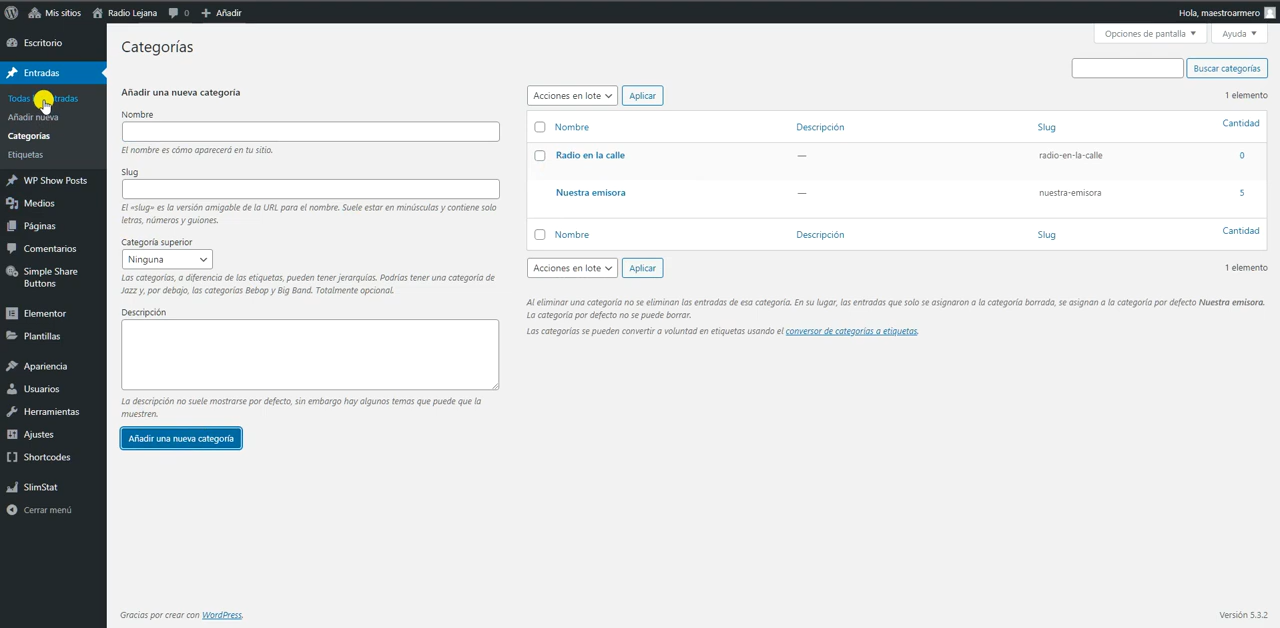 Mis sitios Radio Lejana 0 Añadir Hola, maestroarmero
Escritorio
Entradas
Todas tradas
Añadir nueva
Categorías
Etiquetas
WP Show Posts
Medios
Páginas
Comentarios
Simple Share
Buttons
Elementor
Plantillas
Apariencia
Usuarios
Herramientas
Ajustes
Shortcodes
SlimStat
Cerrar menú
Opciones de pantalla Ayuda
Categorías
Buscar categorías
Añadir una nueva categoría
Nombre
El nombre es cómo aparecerá en tu sitio.
Slug
El «slug» es la versión amigable de la URL para el nombre. Suele estar en minúsculas y contiene solo
letras, números y guiones.
Categoría superior
Ninguna
Las categorías, a diferencia de las etiquetas, pueden tener jerarquías. Podrías tener una categoría de
Jazz y, por debajo, las categorías Bebop y Big Band. Totalmente opcional.
Descripción
La descripción no suele mostrarse por defecto, sin embargo hay algunos temas que puede que la
muestren.
Añadir una nueva categoría
Acciones en lote Aplicar 1 elemento
Nombre Descripción Slug Cantidad
Radio en la calle — radio-en-la-calle 0
Nuestra emisora — nuestra-emisora 5
Nombre Descripción Slug Cantidad
Acciones en lote Aplicar 1 elemento
Al eliminar una categoría no se eliminan las entradas de esa categoría. En su lugar, las entradas que solo se asignaron a la categoría borrada, se asignan a la categoría por defecto Nuestra emisora.
La categoría por defecto no se puede borrar.
Las categorías se pueden convertir a voluntad en etiquetas usando el conversor de categorías a etiquetas.
Gracias por crear con WordPress. Versión 5.3.2